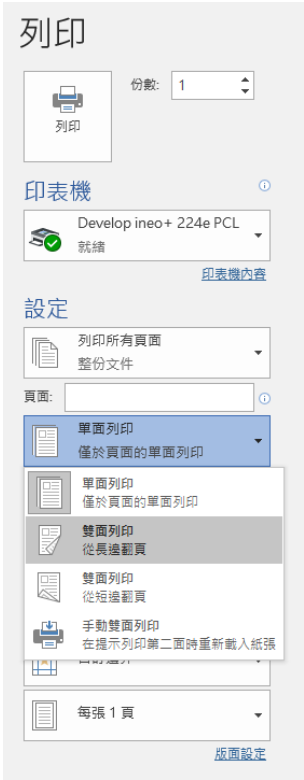 列印
份數: 1
列印
印表機
Develop ineo+ 224e PCL
就緒
印表機內容
設定
列印所有頁面
整份文件
頁面:
單面列印
僅於頁面的單面列印
單面列印
僅於頁面的單面列印
雙面列印
從長邊翻頁
雙面列印
從短邊翻頁
手動雙面列印
在提示列印第二面時重新載入紙張
每張 1 頁
版面設定